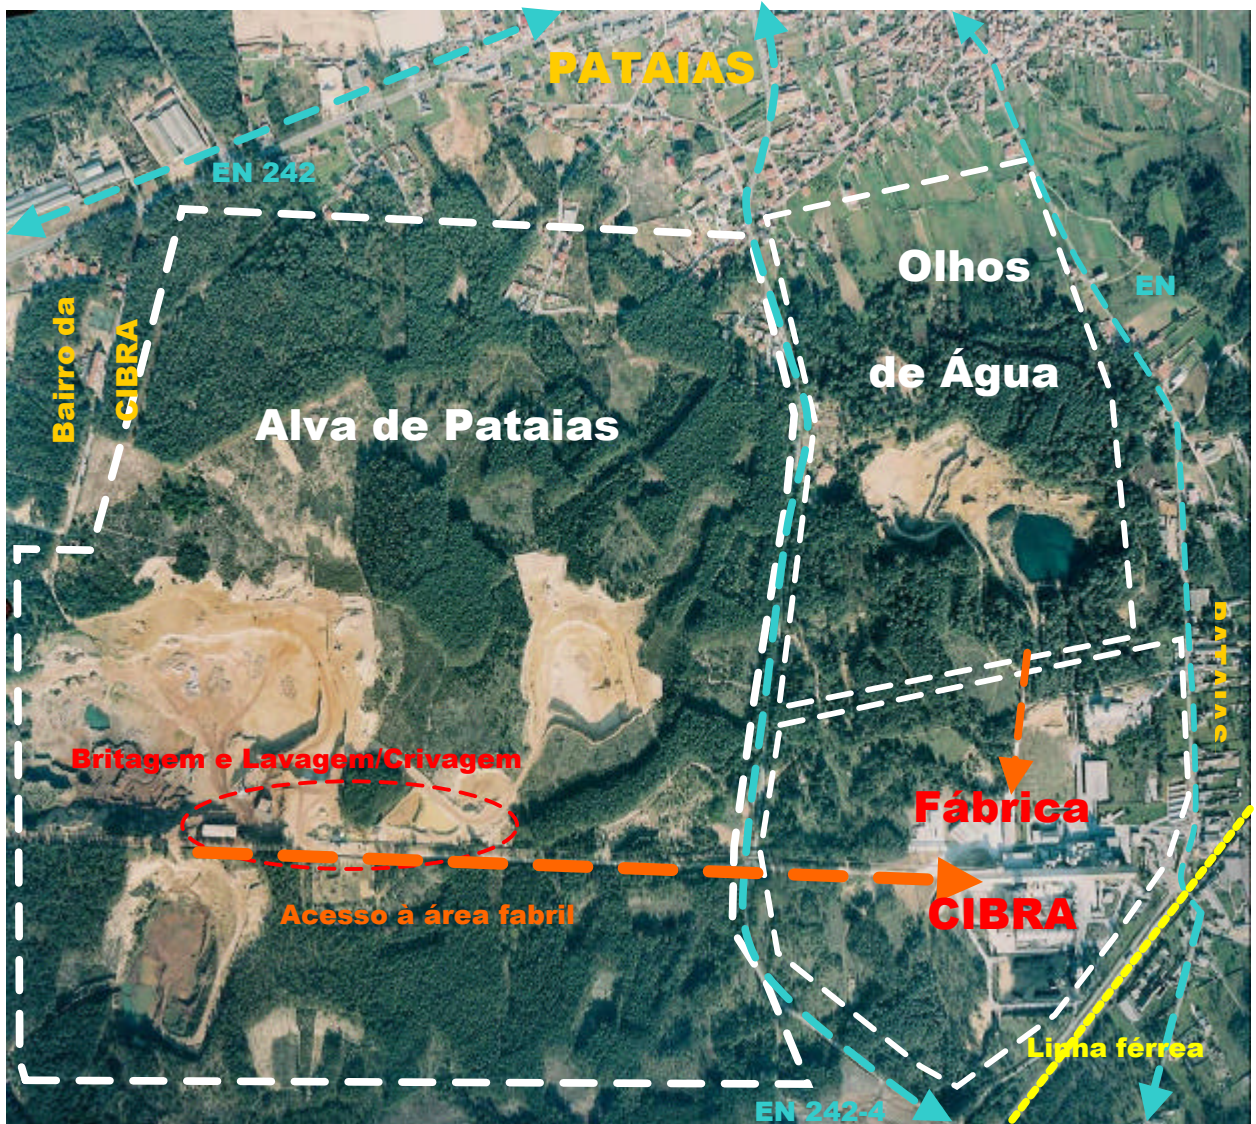 PATAIAS
EN 242
Olhos
de Água
EN
Bairro da
CIBRA
Alva de Pataias
Britagem e Lavagem/Crivagem
Fábrica
CIBRA
Acesso à área fabril
Linha férrea
EN 242-4